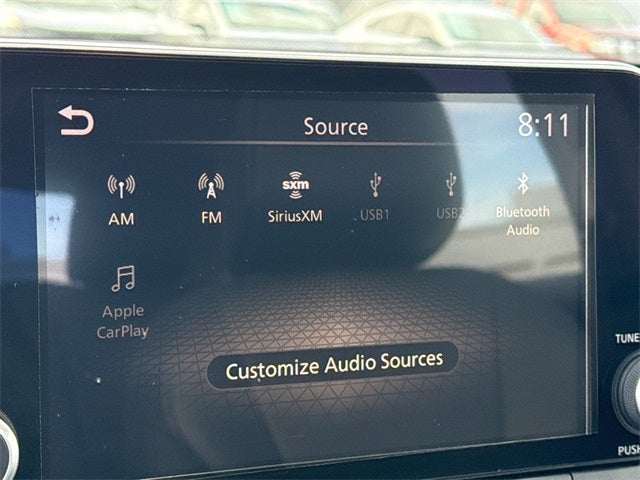 Source
8:11
sxm
AM
FM
SiriusXM
USB1
USB2
Bluetooth
Audio
Apple
CarPlay
Customize Audio Sources
TUNE
PUSH